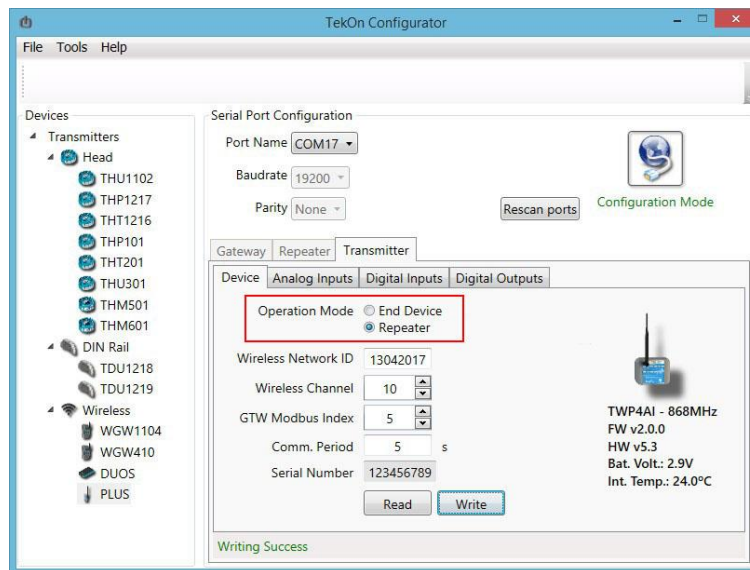 TekOn Configurator
File Tools Help
Devices
Transmitters
Head
THU1102
THP1217
THT1216
THP101
THT201
THU301
THM501
THM601
DIN Rail
TDU1218
TDU1219
Wireless
WGW1104
WGW410
DUOS
PLUS
Serial Port Configuration
Port Name COM17
Baudrate 19200
Parity None
Rescan ports
Configuration Mode
Gateway Repeater Transmitter
Device Analog Inputs Digital Inputs Digital Outputs
Operation Mode End Device
Repeater
Wireless Network ID 13042017
Wireless Channel 10
GTW Modbus Index 5
Comm. Period 5 s
Serial Number 123456789
Read Write
TWP4AI - 868MHz
FW v2.0.0
HW v5.3
Bat. Volt.: 2.9V
Int. Temp.: 24.0ºC
Writing Success